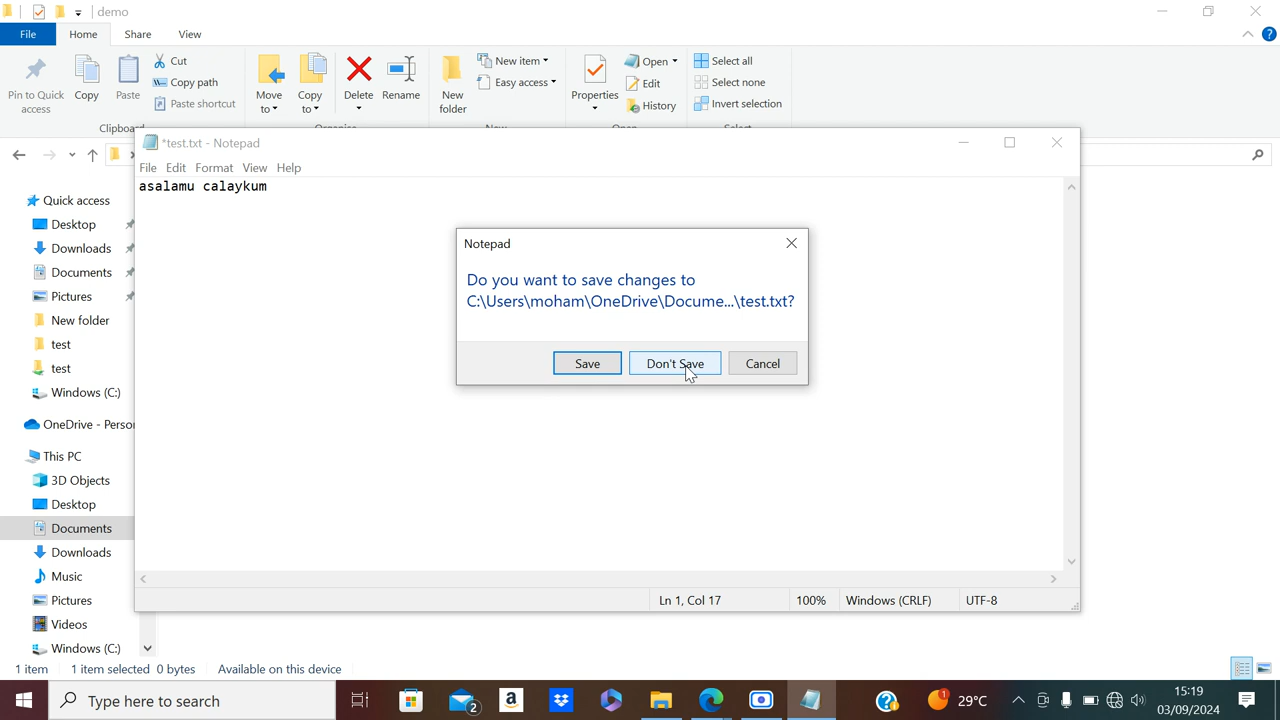 demo
File
Home
Share
View
Pin to Quick access
Copy
Paste
Cut
Copy path
Paste shortcut
Move to
Copy to
Delete
Rename
New folder
New item
Easy access
Properties
Open
Edit
History
Select all
Select none
Invert selection
Clipboard
Organise
New
Open
Select
*test.txt - Notepad
File Edit Format View Help
asalamu calaykum
Notepad
Do you want to save changes to
C:\Users\moham\OneDrive\Docume...\test.txt?
Save
Don't Save
Cancel
Quick access
Desktop
Downloads
Documents
Pictures
New folder
test
test
Windows (C:)
OneDrive - Person
This PC
3D Objects
Desktop
Documents
Downloads
Music
Pictures
Videos
Windows (C:)
Ln 1, Col 17
100%
Windows (CRLF)
UTF-8
1 item
1 item selected 0 bytes
Available on this device
Type here to search
2
a
1
29°C
15:19
03/09/2024